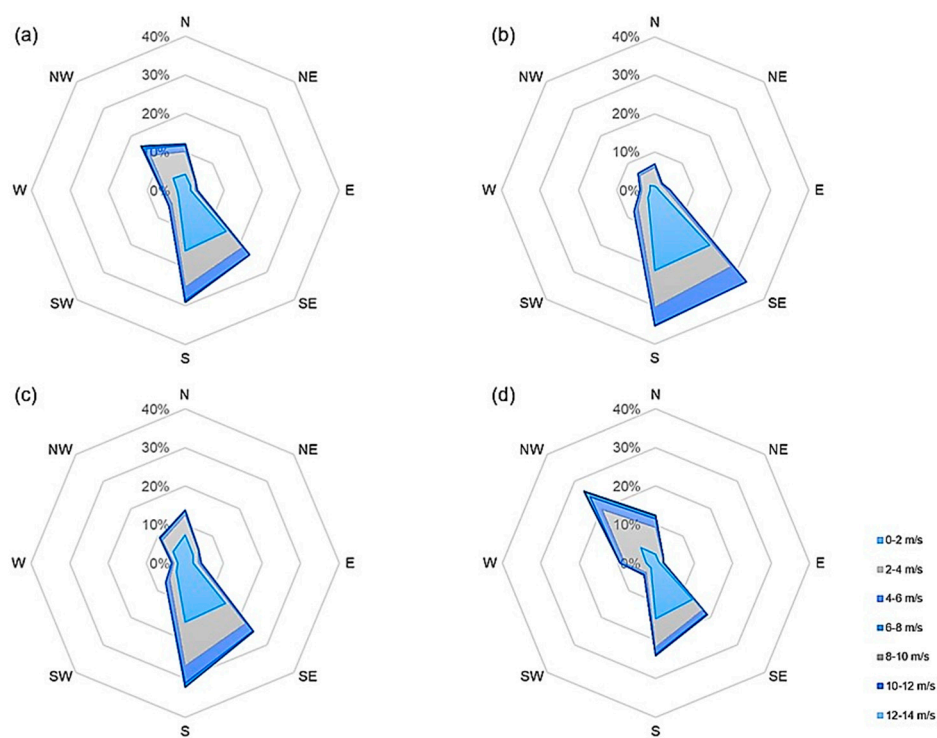 (a)
N
40%
NW
NE
30%
20%
0%
W
0%
E
SW
SE
S
(b)
N
40%
NW
NE
30%
20%
10%
W
0%
E
SW
SE
S
(c)
N
40%
NW
NE
30%
20%
10%
W
0%
E
SW
SE
S
(d)
N
40%
NW
NE
30%
20%
10%
W
0%
E
SW
SE
S
0-2 m/s
2-4 m/s
4-6 m/s
6-8 m/s
8-10 m/s
10-12 m/s
12-14 m/s